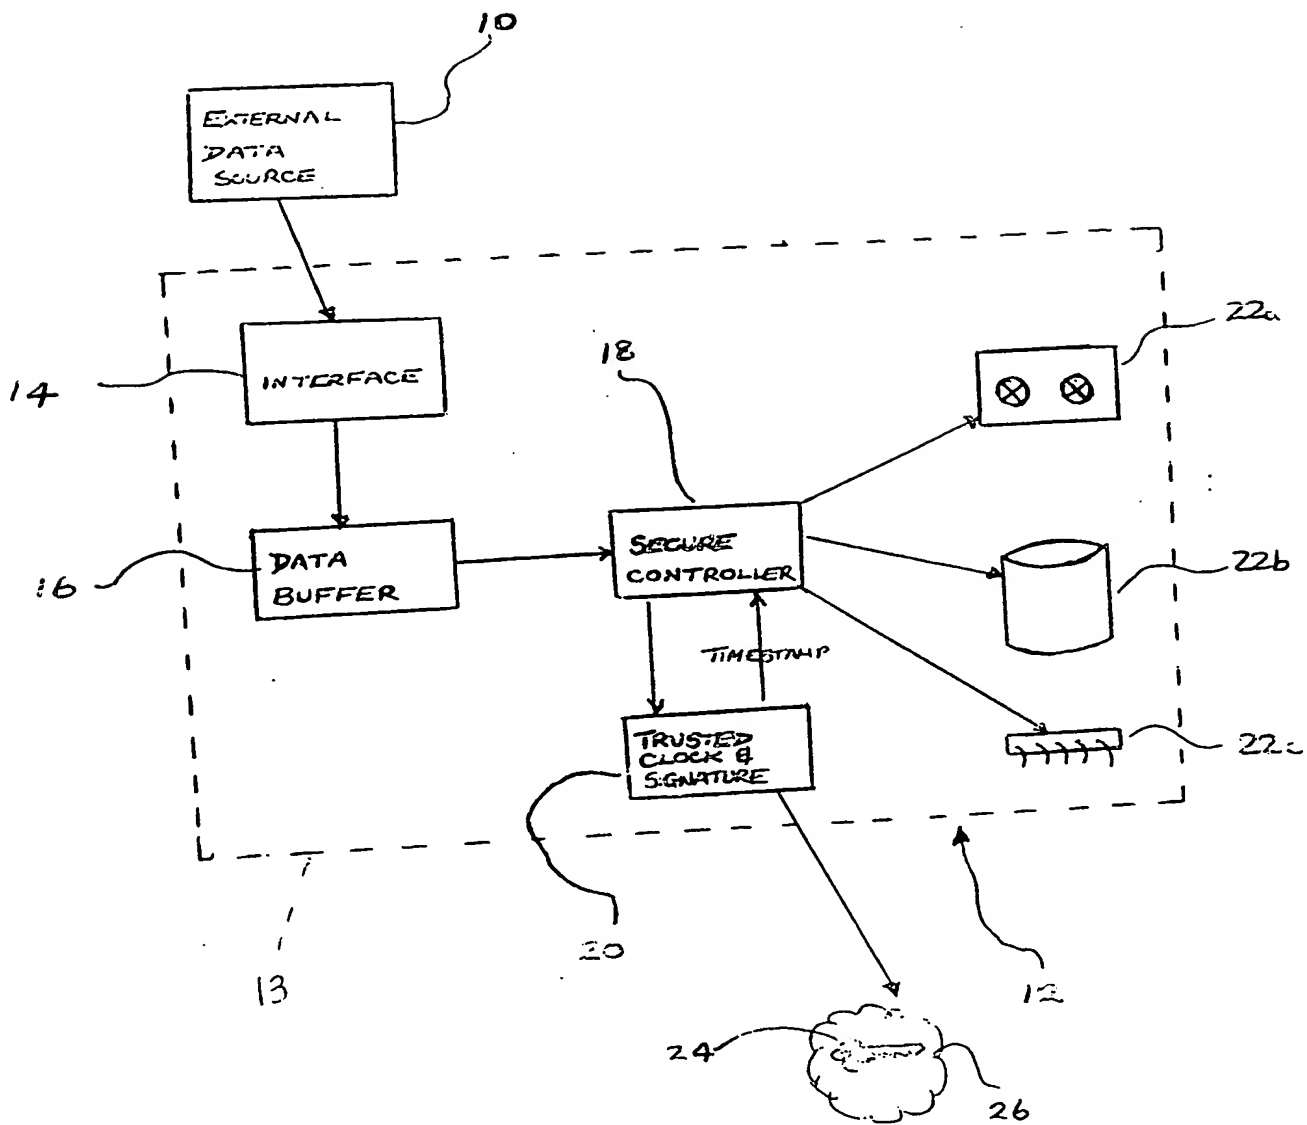 10
EXTERNAL
DATA
SOURCE
22a
18
INTERFACE
14
SECURE
CONTROLLER
DATA
BUFFER
16
22b
TIMESTAMP
TRUSTED
CLOCK &
SIGNATURE
22c
20
13
12
24
26